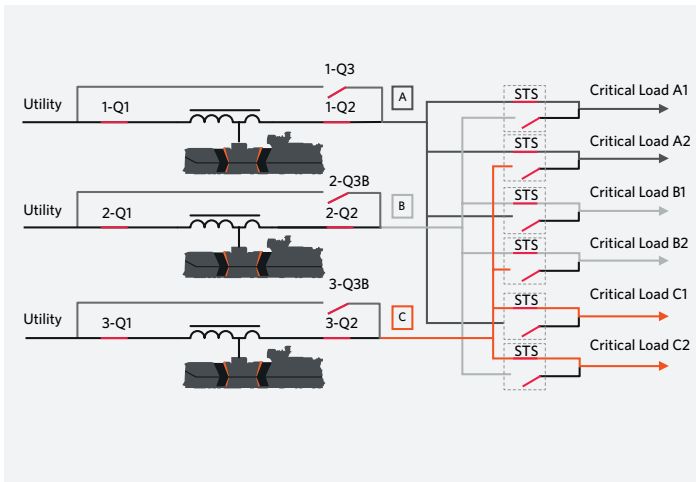 1-Q3
A
Utility
1-Q1
1-Q2
STS
Critical Load A1
STS
Critical Load A2
2-Q3B
B
Utility
2-Q1
2-Q2
STS
Critical Load B1
STS
Critical Load B2
3-Q3B
C
Utility
3-Q1
3-Q2
STS
Critical Load C1
STS
Critical Load C2